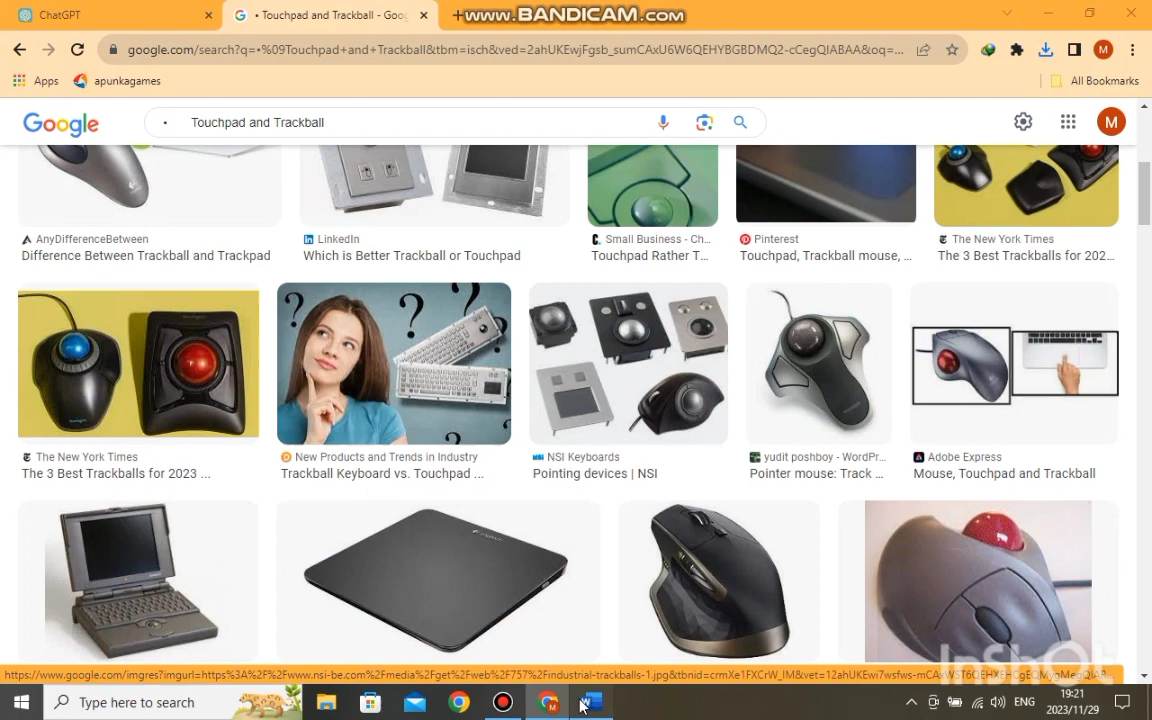 ChatGPT
• Touchpad and Trackball - Goog
www.BANDICAM.com
google.com/search?q=•%09Touchpad+and+Trackball&tbm=isch&ved=2ahUKEwjFgsb_sumCAxU6W6QEHYBGBDMQ2-cCegQIABAA&oq=...
Apps
apunkagames
All Bookmarks
Google
• Touchpad and Trackball
M
AnyDifferenceBetween
Difference Between Trackball and Trackpad
LinkedIn
Which is Better Trackball or Touchpad
Small Business - Ch...
Touchpad Rather T...
Pinterest
Touchpad, Trackball mouse, ...
The New York Times
The 3 Best Trackballs for 202...
The New York Times
The 3 Best Trackballs for 2023 ...
New Products and Trends in Industry
Trackball Keyboard vs. Touchpad ...
NSI Keyboards
Pointing devices | NSI
yudit poshboy - WordPr...
Pointer mouse: Track ...
Adobe Express
Mouse, Touchpad and Trackball
InShOt
Type here to search
ENG
19:21
2023/11/29